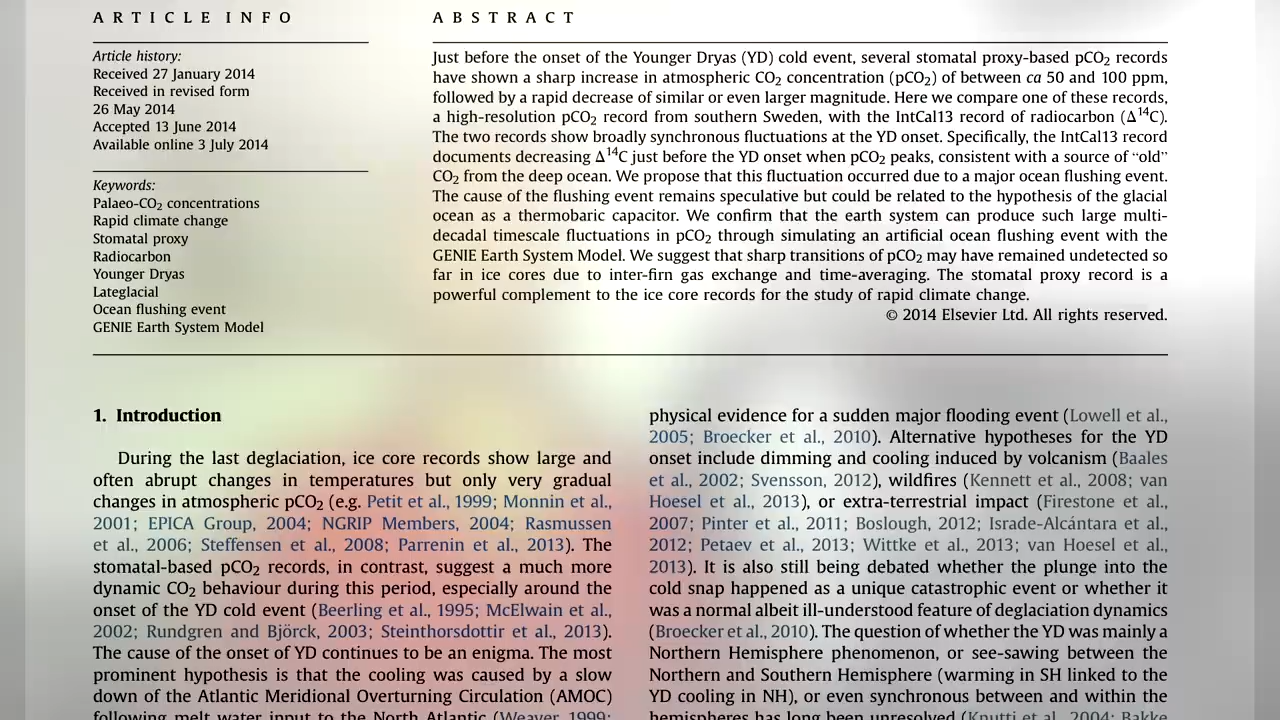 ARTICLE INFO
Article history:
Received 27 January 2014
Received in revised form
26 May 2014
Accepted 13 June 2014
Available online 3 July 2014
Keywords:
Palaeo-CO₂ concentrations
Rapid climate change
Stomatal proxy
Radiocarbon
Younger Dryas
Lateglacial
Ocean flushing event
GENIE Earth System Model
ABSTRACT
Just before the onset of the Younger Dryas (YD) cold event, several stomatal proxy-based pCO₂ records
have shown a sharp increase in atmospheric CO₂ concentration (pCO₂) of between ca 50 and 100 ppm,
followed by a rapid decrease of similar or even larger magnitude. Here we compare one of these records,
a high-resolution pCO₂ record from southern Sweden, with the IntCal13 record of radiocarbon (Δ¹⁴C).
The two records show broadly synchronous fluctuations at the YD onset. Specifically, the IntCal13 record
documents decreasing Δ¹⁴C just before the YD onset when pCO₂ peaks, consistent with a source of “old”
CO₂ from the deep ocean. We propose that this fluctuation occurred due to a major ocean flushing event.
The cause of the flushing event remains speculative but could be related to the hypothesis of the glacial
ocean as a thermobaric capacitor. We confirm that the earth system can produce such large multi-
decadal timescale fluctuations in pCO₂ through simulating an artificial ocean flushing event with the
GENIE Earth System Model. We suggest that sharp transitions of pCO₂ may have remained undetected so
far in ice cores due to inter-firn gas exchange and time-averaging. The stomatal proxy record is a
powerful complement to the ice core records for the study of rapid climate change.
© 2014 Elsevier Ltd. All rights reserved.
1. Introduction
During the last deglaciation, ice core records show large and
often abrupt changes in temperatures but only very gradual
changes in atmospheric pCO₂ (e.g. Petit et al., 1999; Monnin et al.,
2001; EPICA Group, 2004; NGRIP Members, 2004; Rasmussen
et al., 2006; Steffensen et al., 2008; Parrenin et al., 2013). The
stomatal-based pCO₂ records, in contrast, suggest a much more
dynamic CO₂ behaviour during this period, especially around the
onset of the YD cold event (Beerling et al., 1995; McElwain et al.,
2002; Rundgren and Björck, 2003; Steinthorsdottir et al., 2013).
The cause of the onset of YD continues to be an enigma. The most
prominent hypothesis is that the cooling was caused by a slow
down of the Atlantic Meridional Overturning Circulation (AMOC)
following melt water input to the North Atlantic (Weaver, 1999;
physical evidence for a sudden major flooding event (Lowell et al.,
2005; Broecker et al., 2010). Alternative hypotheses for the YD
onset include dimming and cooling induced by volcanism (Baales
et al., 2002; Svensson, 2012), wildfires (Kennett et al., 2008; van
Hoesel et al., 2013), or extra-terrestrial impact (Firestone et al.,
2007; Pinter et al., 2011; Boslough, 2012; Israde-Alcántara et al.,
2012; Petaev et al., 2013; Wittke et al., 2013; van Hoesel et al.,
2013). It is also still being debated whether the plunge into the
cold snap happened as a unique catastrophic event or whether it
was a normal albeit ill-understood feature of deglaciation dynamics
(Broecker et al., 2010). The question of whether the YD was mainly a
Northern Hemisphere phenomenon, or see-sawing between the
Northern and Southern Hemisphere (warming in SH linked to the
YD cooling in NH), or even synchronous between and within the
hemispheres has long been unresolved (Knutti et al., 2004; Bakke